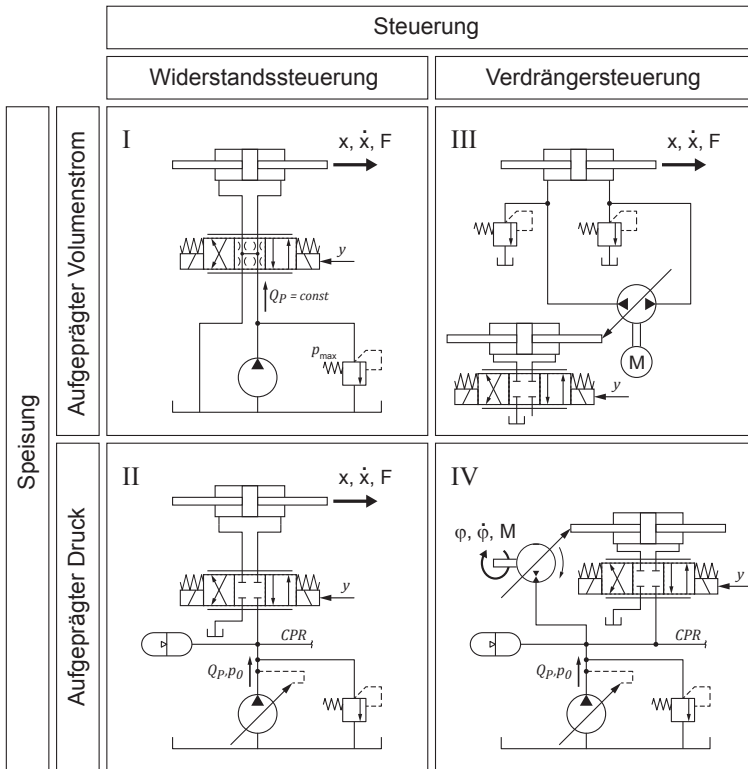 Steuerung
Widerstandssteuerung
Verdrängersteuerung
Speisung
Aufgeprägter Volumenstrom
I
x, ẋ, F
y
Q_P = const
p_max
III
x, ẋ, F
M
y
Aufgeprägter Druck
II
x, ẋ, F
y
CPR
Q_P, p_0
IV
φ, φ̇, M
y
CPR
Q_P, p_0